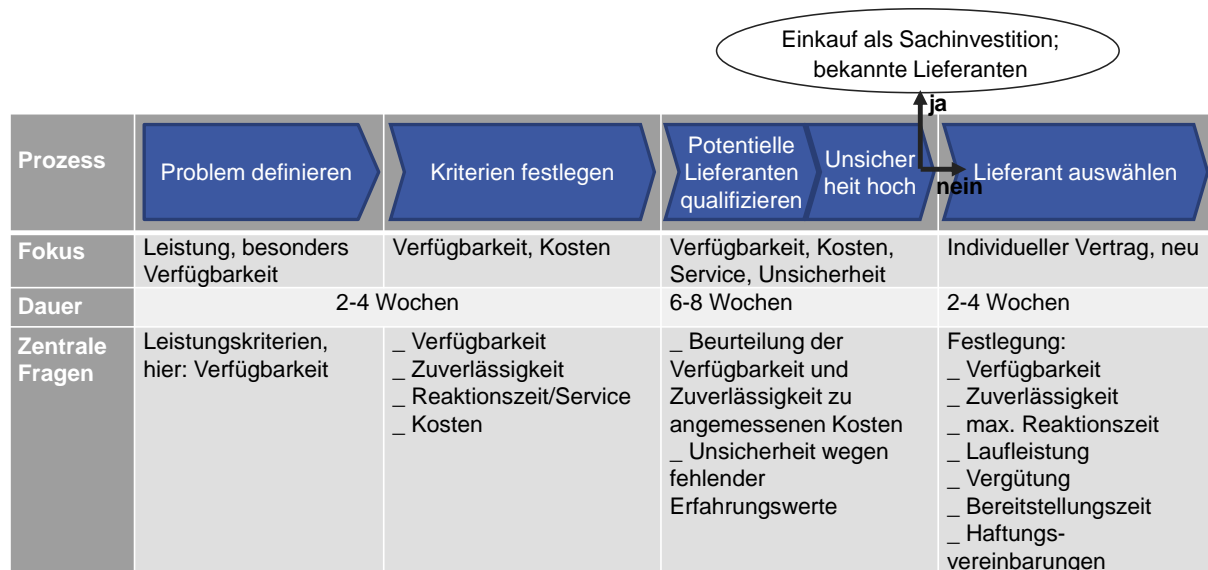 Einkauf als Sachinvestition;
bekannte Lieferanten
ja
Prozess
Problem definieren
Kriterien festlegen
Potentielle
Lieferanten
qualifizieren
Unsicher
heit hoch
nein
Lieferant auswählen
Fokus
Leistung, besonders
Verfügbarkeit
Verfügbarkeit, Kosten
Verfügbarkeit, Kosten,
Service, Unsicherheit
Individueller Vertrag, neu
Dauer
2-4 Wochen
6-8 Wochen
2-4 Wochen
Zentrale
Fragen
Leistungskriterien,
hier: Verfügbarkeit
_ Verfügbarkeit
_ Zuverlässigkeit
_ Reaktionszeit/Service
_ Kosten
_ Beurteilung der
Verfügbarkeit und
Zuverlässigkeit zu
angemessenen Kosten
_ Unsicherheit wegen
fehlender
Erfahrungswerte
Festlegung:
_ Verfügbarkeit
_ Zuverlässigkeit
_ max. Reaktionszeit
_ Laufleistung
_ Vergütung
_ Bereitstellungszeit
_ Haftungs-
vereinbarungen